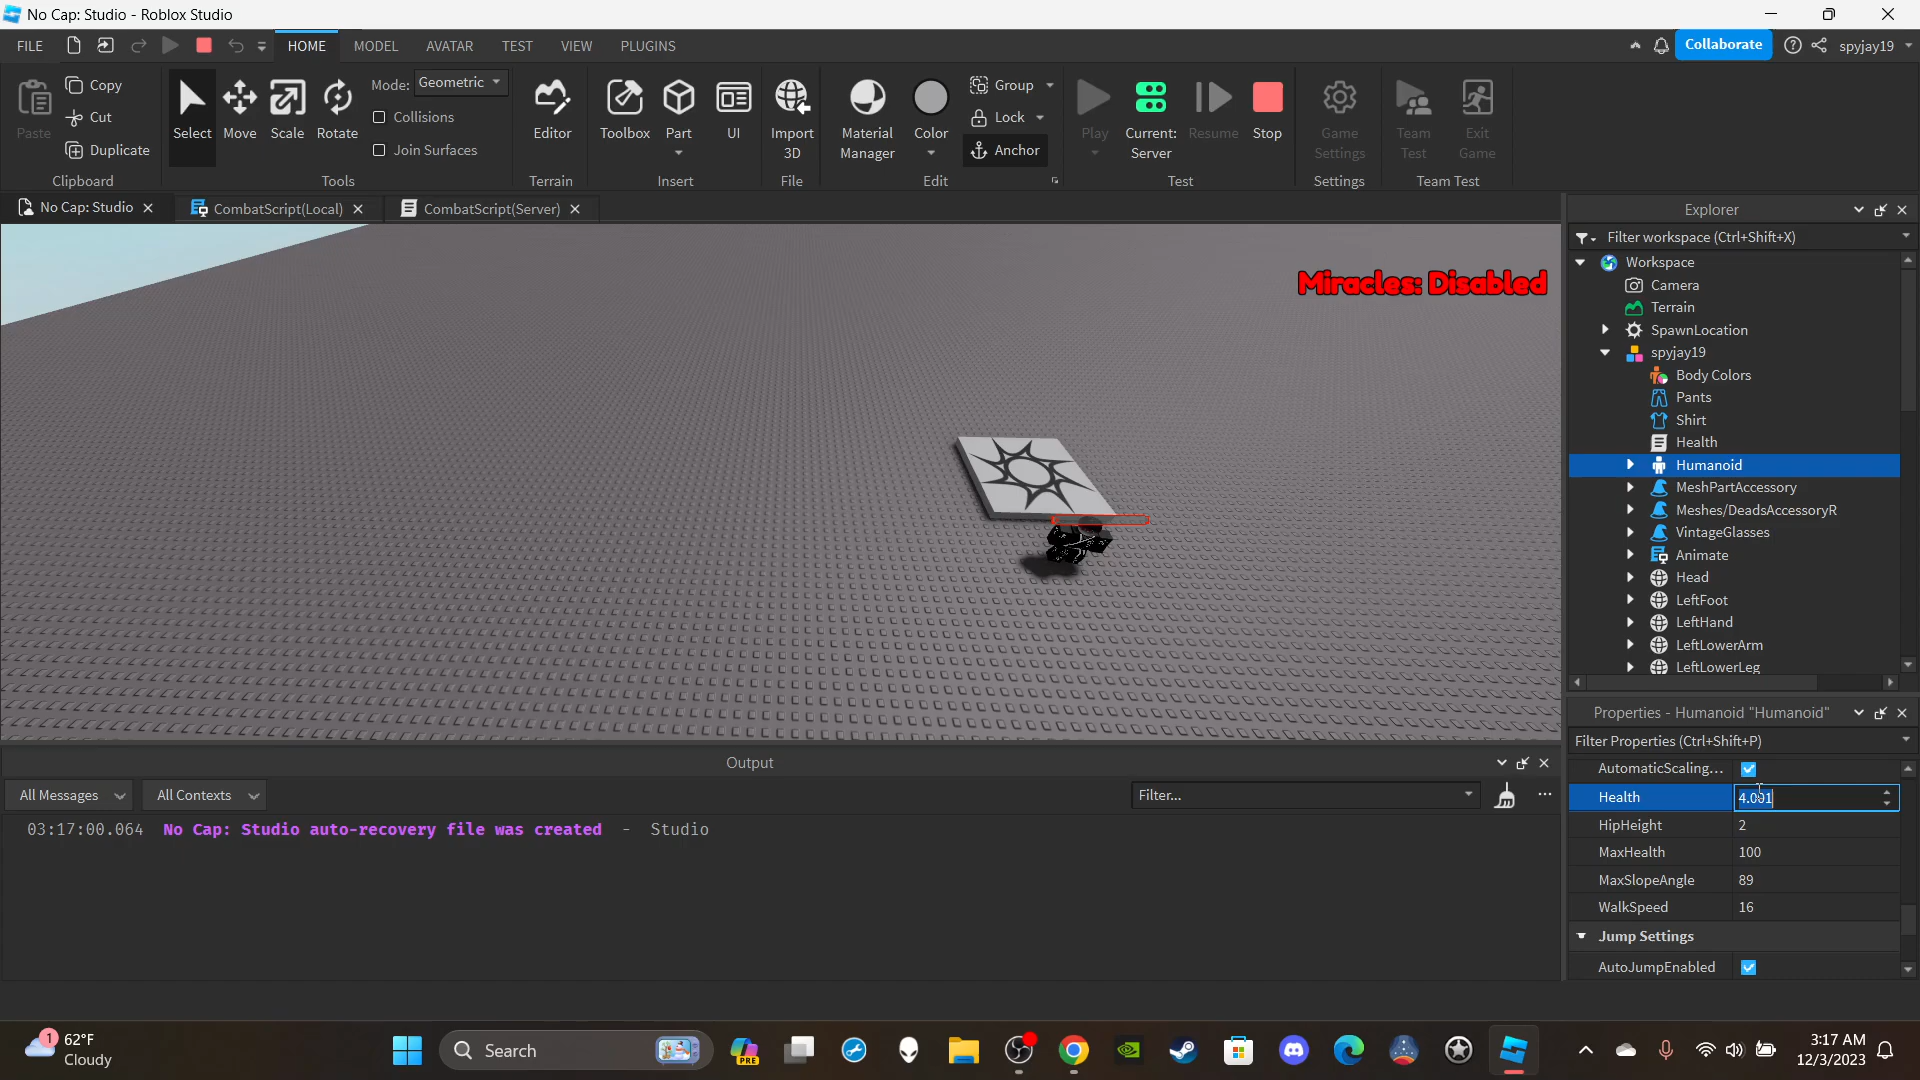 No Cap: Studio - Roblox Studio
FILE HOME MODEL AVATAR TEST VIEW PLUGINS Collaborate spyjay19
Paste Copy Cut Duplicate Clipboard
Select Move Scale Rotate Mode: Geometric Collisions Join Surfaces Tools
Editor Terrain
Toolbox Part UI Insert
Import 3D File
Material Manager Color Group Lock Anchor Edit
Play Current: Server Resume Stop Test
Game Settings Settings
Team Test Exit Game Team Test
No Cap: Studio CombatScript(Local) CombatScript(Server)
Miracles: Disabled
Explorer
Filter workspace (Ctrl+Shift+X)
Workspace
Camera
Terrain
SpawnLocation
spyjay19
Body Colors
Pants
Shirt
Health
Humanoid
MeshPartAccessory
Meshes/DeadsAccessoryR
VintageGlasses
Animate
Head
LeftFoot
LeftHand
LeftLowerArm
LeftLowerLeg
Properties - Humanoid "Humanoid"
Filter Properties (Ctrl+Shift+P)
AutomaticScaling...
Health 4.001
HipHeight 2
MaxHealth 100
MaxSlopeAngle 89
WalkSpeed 16
Jump Settings
AutoJumpEnabled
Output
All Messages All Contexts Filter...
03:17:00.064 No Cap: Studio auto-recovery file was created - Studio
1 62°F
Cloudy
Search
PRE
3:17 AM
12/3/2023